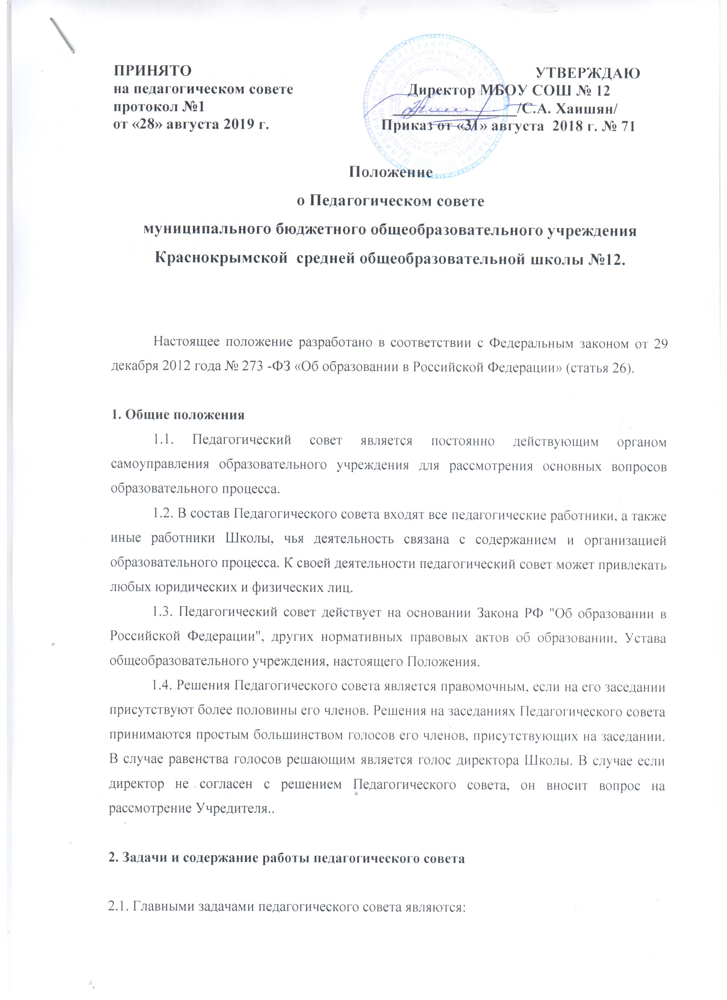 ПРИНЯТО
на педагогическом совете
протокол №1
от «28» августа 2019 г.
УТВЕРЖДАЮ
Директор МБОУ СОШ № 12
/С.А. Хаишян/
Приказ от «31» августа 2018 г. № 71
Положение
о Педагогическом совете
муниципального бюджетного общеобразовательного учреждения
Краснокрымской средней общеобразовательной школы №12.
Настоящее положение разработано в соответствии с Федеральным законом от 29
декабря 2012 года № 273 -ФЗ «Об образовании в Российской Федерации» (статья 26).
1. Общие положения
1.1. Педагогический совет является постоянно действующим органом
самоуправления образовательного учреждения для рассмотрения основных вопросов
образовательного процесса.
1.2. В состав Педагогического совета входят все педагогические работники, а также
иные работники Школы, чья деятельность связана с содержанием и организацией
образовательного процесса. К своей деятельности педагогический совет может привлекать
любых юридических и физических лиц.
1.3. Педагогический совет действует на основании Закона РФ "Об образовании в
Российской Федерации", других нормативных правовых актов об образовании, Устава
общеобразовательного учреждения, настоящего Положения.
1.4. Решения Педагогического совета является правомочным, если на его заседании
присутствуют более половины его членов. Решения на заседаниях Педагогического совета
принимаются простым большинством голосов его членов, присутствующих на заседании.
В случае равенства голосов решающим является голос директора Школы. В случае если
директор не согласен с решением Педагогического совета, он вносит вопрос на
рассмотрение Учредителя..
2. Задачи и содержание работы педагогического совета
2.1. Главными задачами педагогического совета являются: